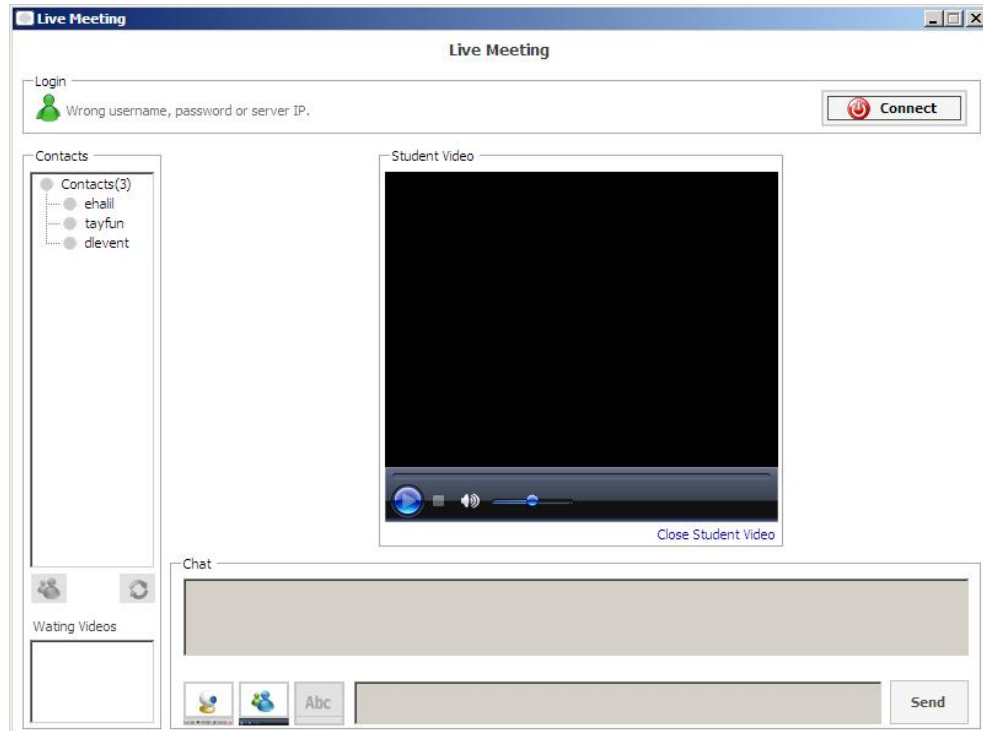 Live Meeting
Live Meeting
Login
Wrong username, password or server IP.
Connect
Contacts
Student Video
Contacts(3)
ehalil
tayfun
dlevent
Close Student Video
Chat
Wating Videos
Abc
Send